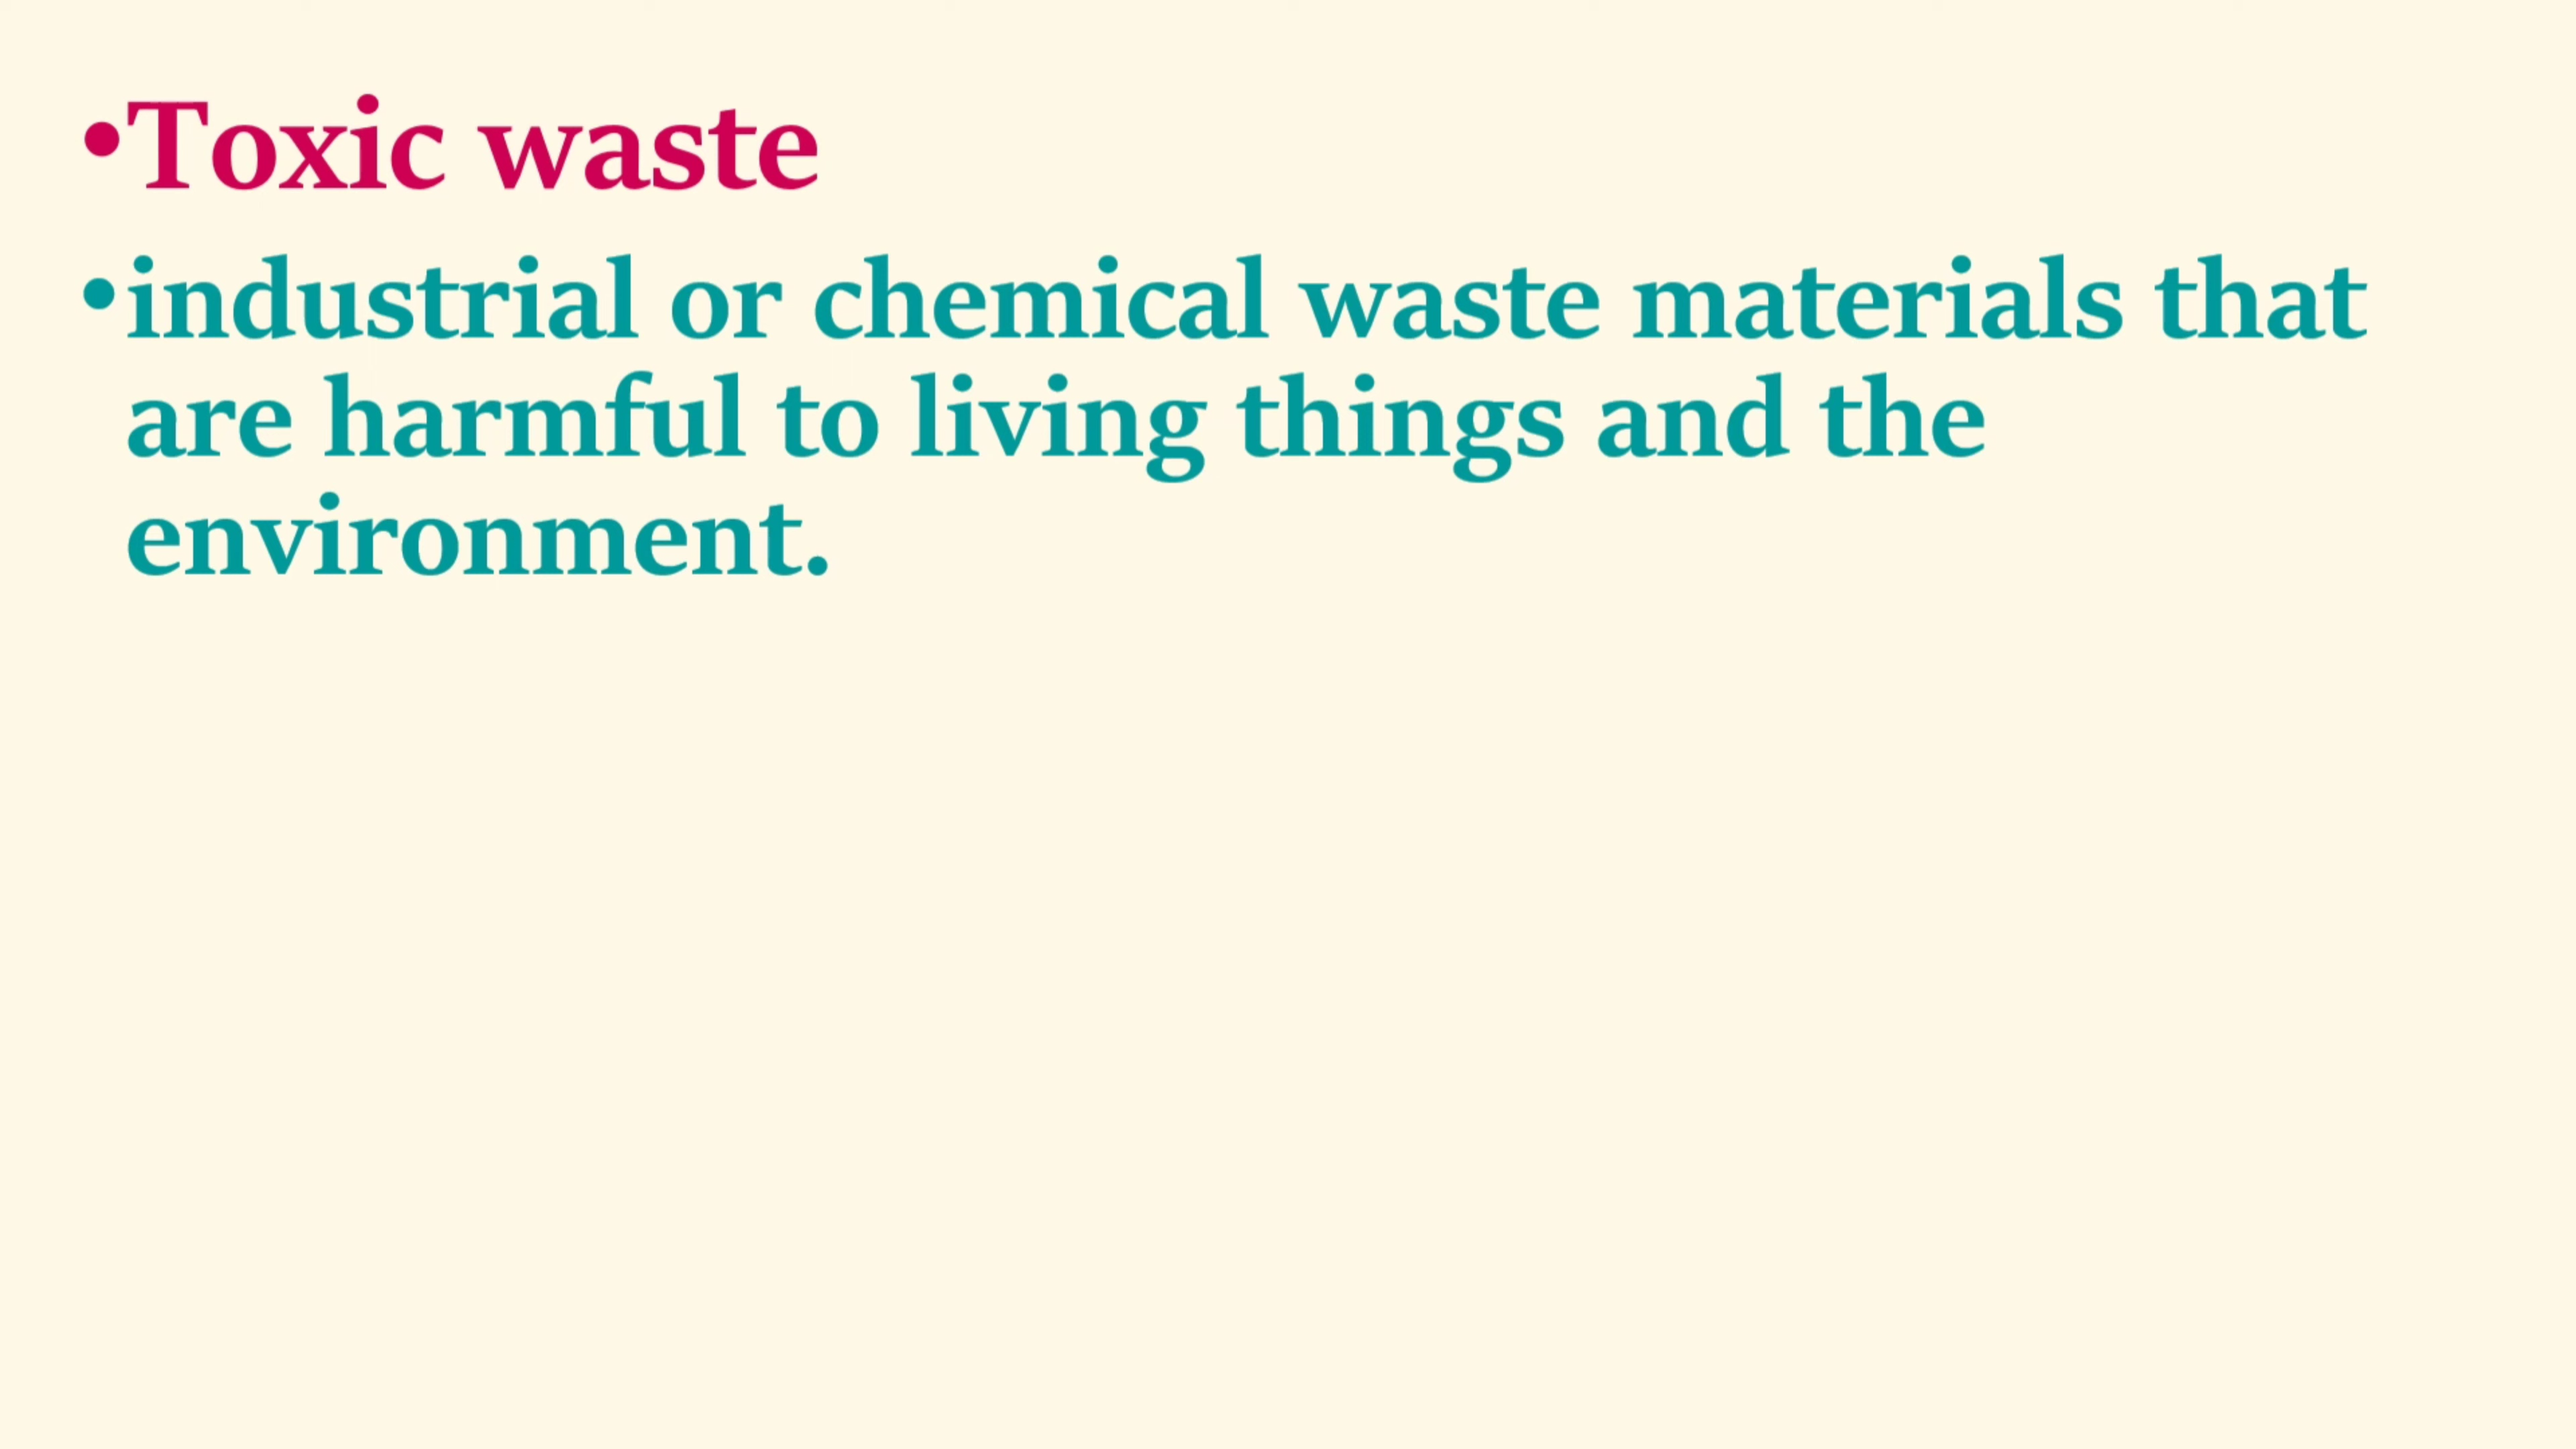 •Toxic waste
•industrial or chemical waste materials that
are harmful to living things and the
environment.